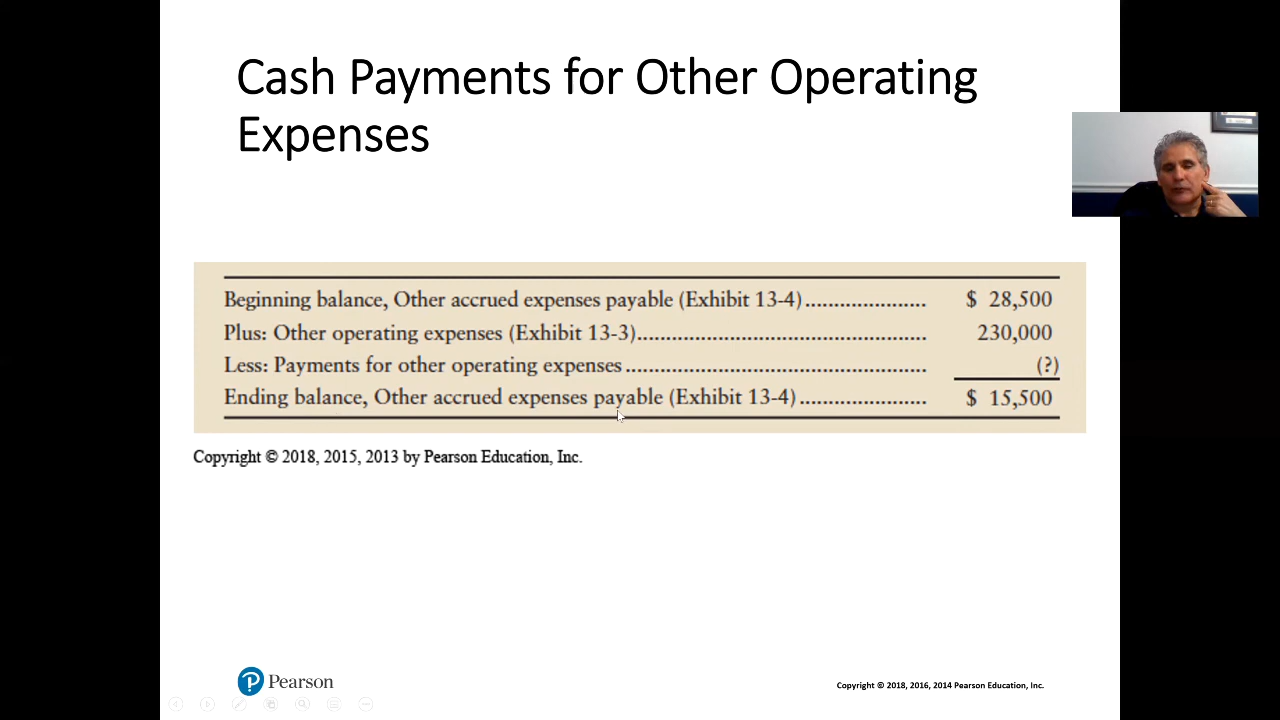 Cash Payments for Other Operating
Expenses
Beginning balance, Other accrued expenses payable (Exhibit 13-4)..................... $ 28,500
Plus: Other operating expenses (Exhibit 13-3).................................................. 230,000
Less: Payments for other operating expenses.................................................... (?)
Ending balance, Other accrued expenses payable (Exhibit 13-4)...................... $ 15,500
Copyright © 2018, 2015, 2013 by Pearson Education, Inc.
P Pearson
Copyright © 2018, 2016, 2014 Pearson Education, Inc.